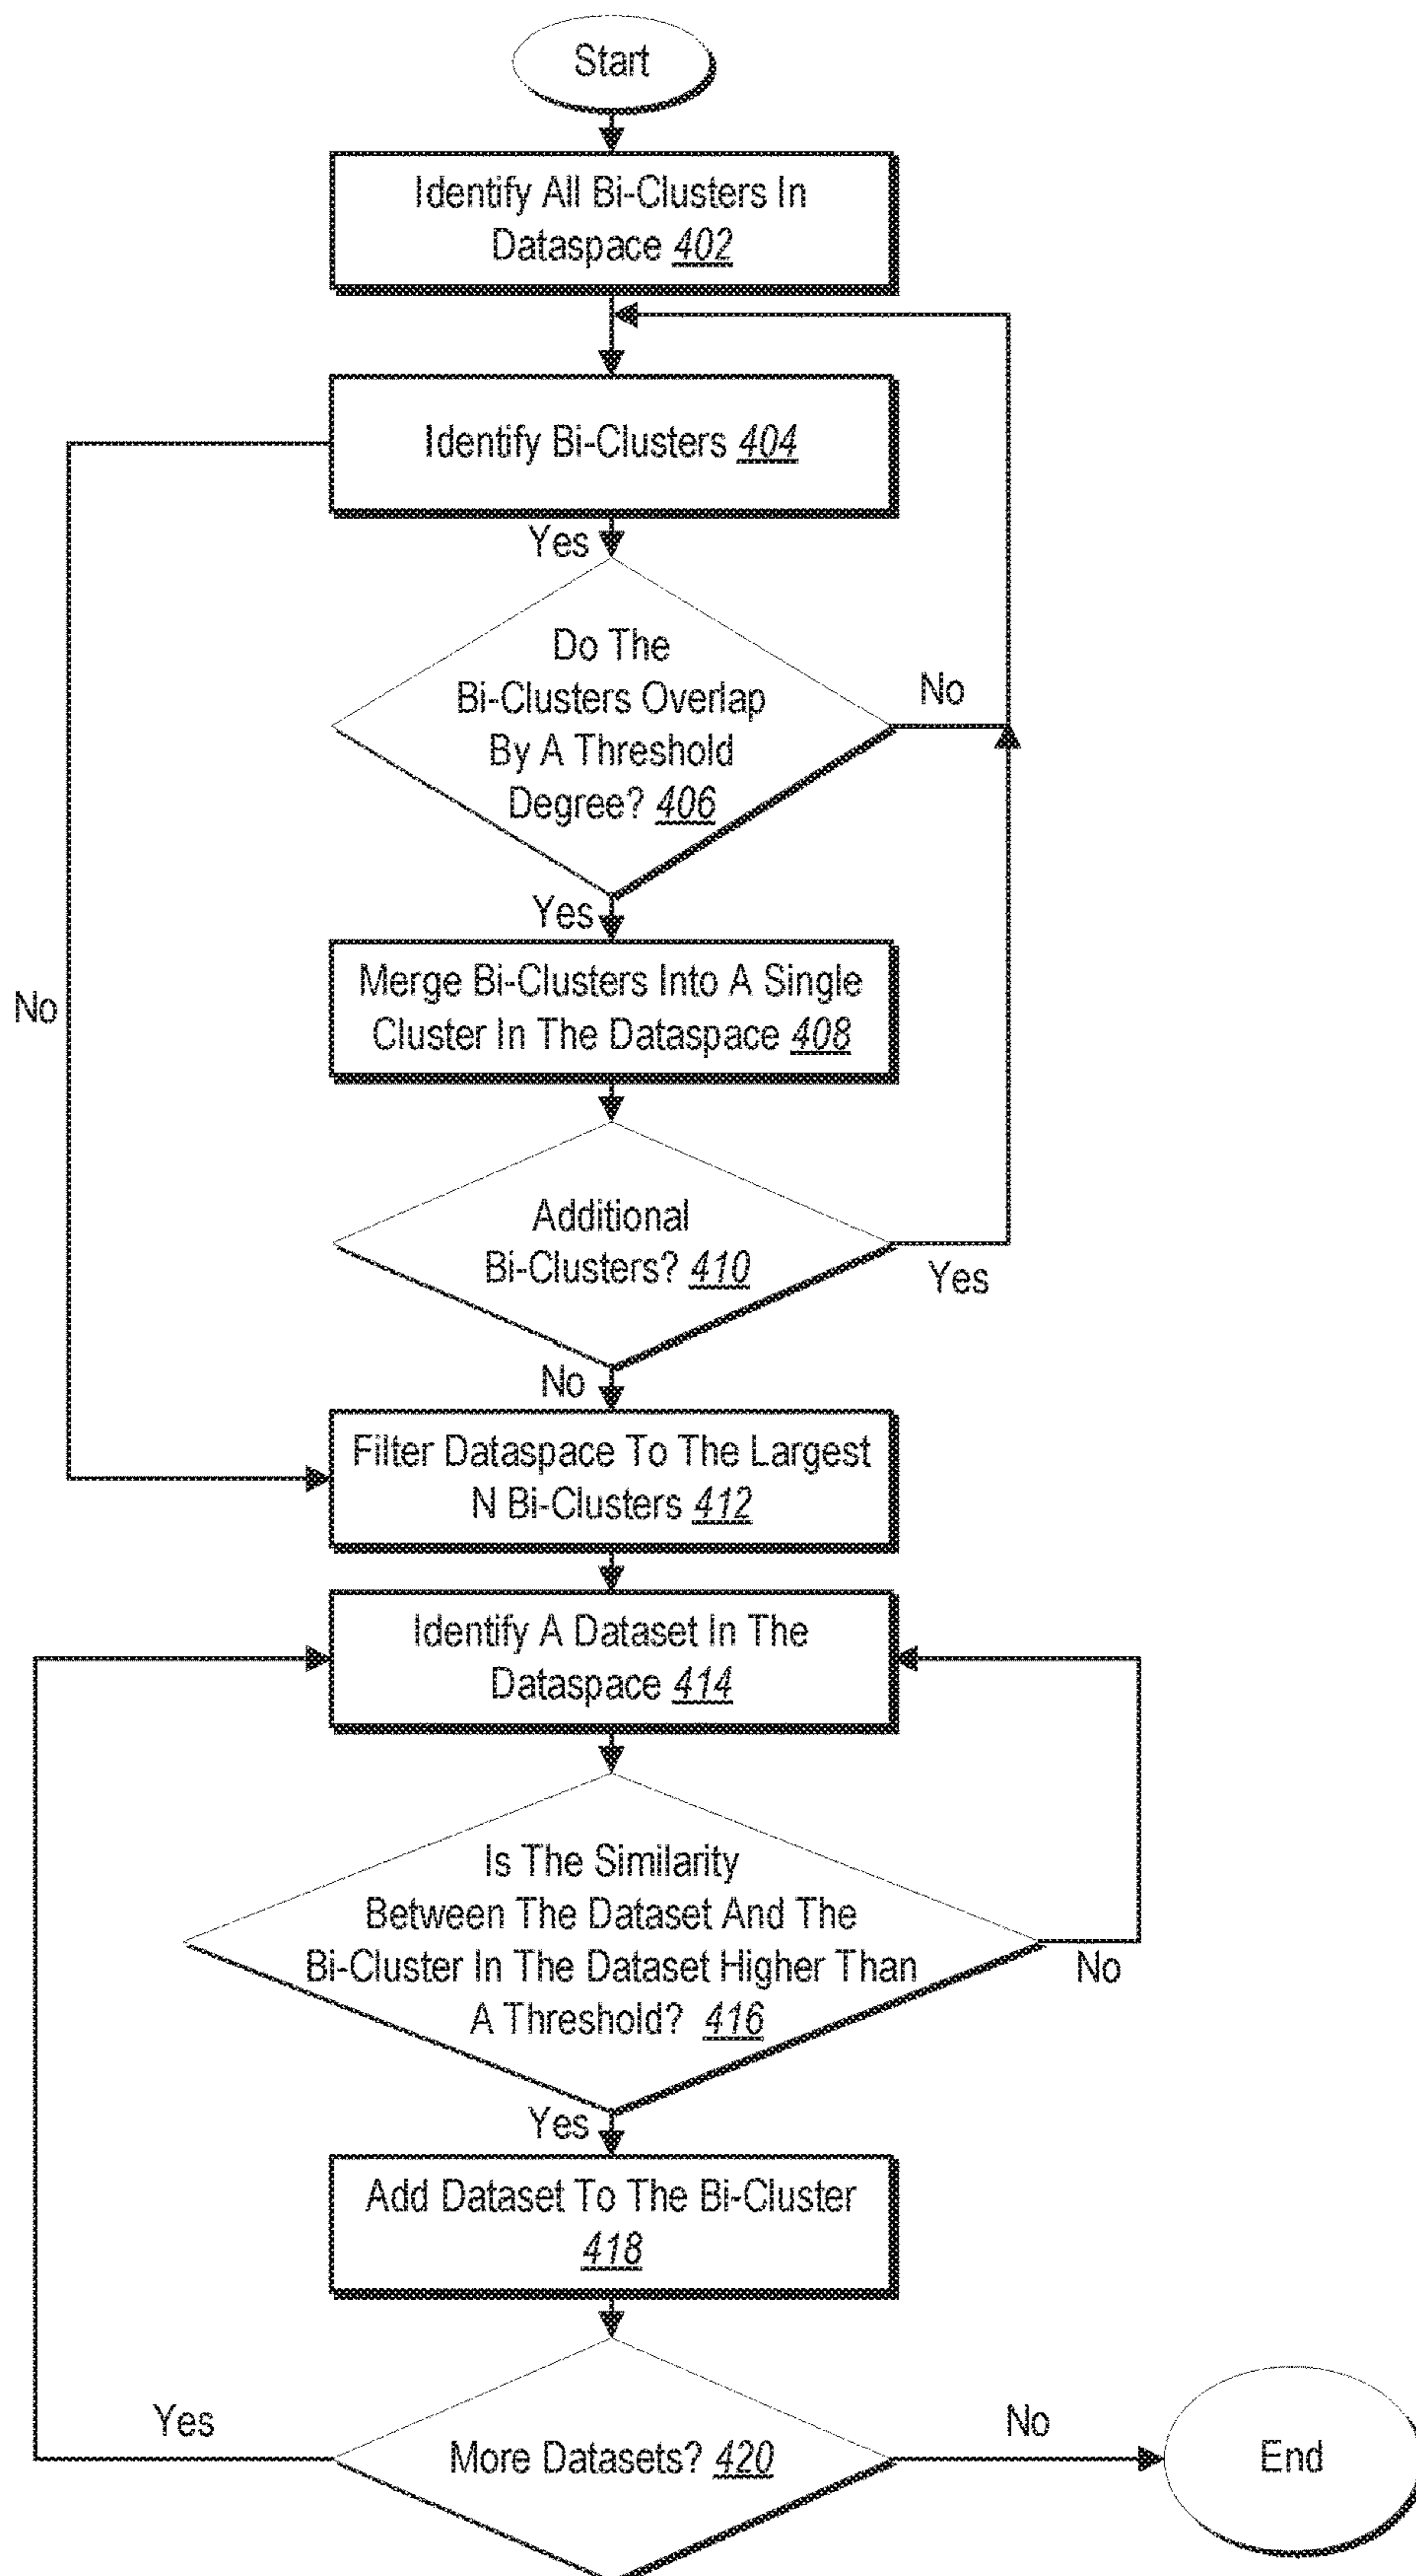 Start
Identify All Bi-Clusters In
Dataspace 402
Identify Bi-Clusters 404
Yes
Do The
Bi-Clusters Overlap
By A Threshold
Degree? 406
No
Yes
No
Merge Bi-Clusters Into A Single
Cluster In The Dataspace 408
Additional
Bi-Clusters? 410
Yes
No
Filter Dataspace To The Largest
N Bi-Clusters 412
Identify A Dataset In The
Dataspace 414
Is The Similarity
Between The Dataset And The
Bi-Cluster In The Dataset Higher Than
A Threshold? 416
No
Yes
Add Dataset To The Bi-Cluster
418
Yes
More Datasets? 420
No
End